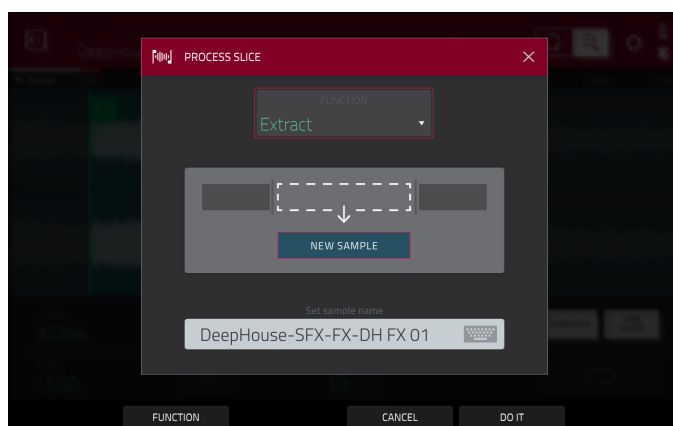 DeepHou
PROCESS SLICE
FUNCTION
Extract
NEW SAMPLE
Set sample name
DeepHouse-SFX-FX-DH FX 01
FUNCTION
CANCEL
DO IT